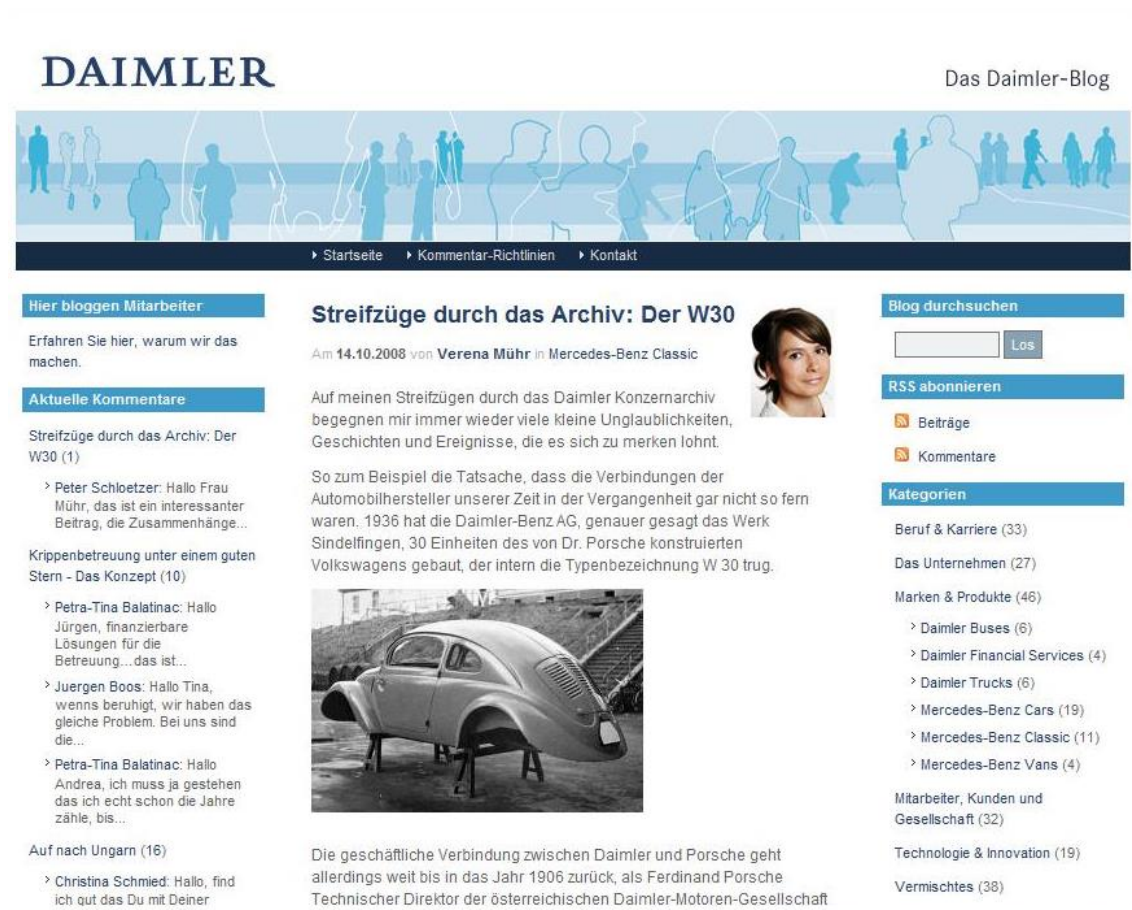 DAIMLER
Das Daimler-Blog
Startseite
Kommentar-Richtlinien
Kontakt
Hier bloggen Mitarbeiter
Erfahren Sie hier, warum wir das
machen.
Aktuelle Kommentare
Streifzüge durch das Archiv: Der
W30 (1)
Peter Schloetzer: Hallo Frau
Mühr, das ist ein interessanter
Beitrag, die Zusammenhänge...
Krippenbetreuung unter einem guten
Stern - Das Konzept (10)
Petra-Tina Balatinac: Hallo
Jürgen, finanzierbare
Lösungen für die
Betreuung...das ist...
Juergen Boos: Hallo Tina,
wenns beruhigt, wir haben das
gleiche Problem. Bei uns sind
die...
Petra-Tina Balatinac: Hallo
Andrea, ich muss ja gestehen
das ich echt schon die Jahre
zähle, bis...
Auf nach Ungarn (16)
Christina Schmied: Hallo, find
ich gut das Du mit Deiner
Streifzüge durch das Archiv: Der W30
Am 14.10.2008 von Verena Mühr in Mercedes-Benz Classic
Auf meinen Streifzügen durch das Daimler Konzernarchiv
begegnen mir immer wieder viele kleine Unglaublichkeiten,
Geschichten und Ereignisse, die es sich zu merken lohnt.
So zum Beispiel die Tatsache, dass die Verbindungen der
Automobilhersteller unserer Zeit in der Vergangenheit gar nicht so fern
waren. 1936 hat die Daimler-Benz AG, genauer gesagt das Werk
Sindelfingen, 30 Einheiten des von Dr. Porsche konstruierten
Volkswagens gebaut, der intern die Typenbezeichnung W 30 trug.
Die geschäftliche Verbindung zwischen Daimler und Porsche geht
allerdings weit bis in das Jahr 1906 zurück, als Ferdinand Porsche
Technischer Direktor der österreichischen Daimler-Motoren-Gesellschaft
Blog durchsuchen
Los
RSS abonnieren
Beiträge
Kommentare
Kategorien
Beruf & Karriere (33)
Das Unternehmen (27)
Marken & Produkte (46)
Daimler Buses (6)
Daimler Financial Services (4)
Daimler Trucks (6)
Mercedes-Benz Cars (19)
Mercedes-Benz Classic (11)
Mercedes-Benz Vans (4)
Mitarbeiter, Kunden und
Gesellschaft (32)
Technologie & Innovation (19)
Vermischtes (38)